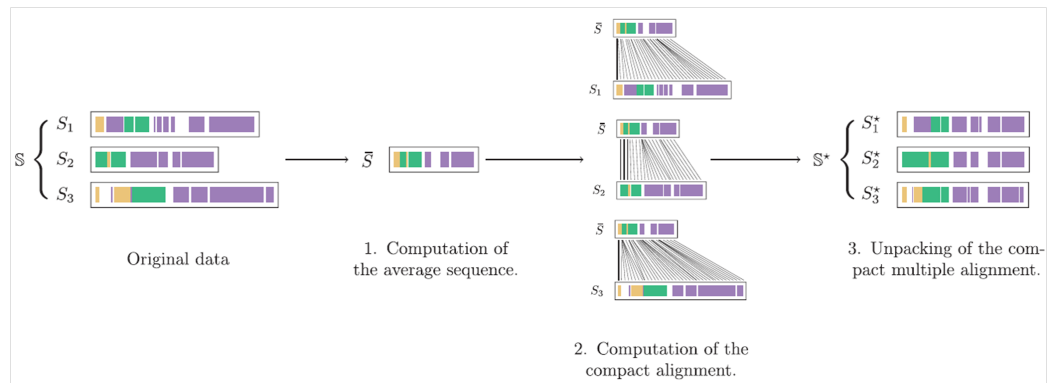 𝕊
S₁
S₂
S₃
Original data
S̄
1. Computation of
the average sequence.
S̄
S₁
S̄
S₂
S̄
S₃
2. Computation of the
compact alignment.
𝕊⋆
S₁⋆
S₂⋆
S₃⋆
3. Unpacking of the com-
pact multiple alignment.